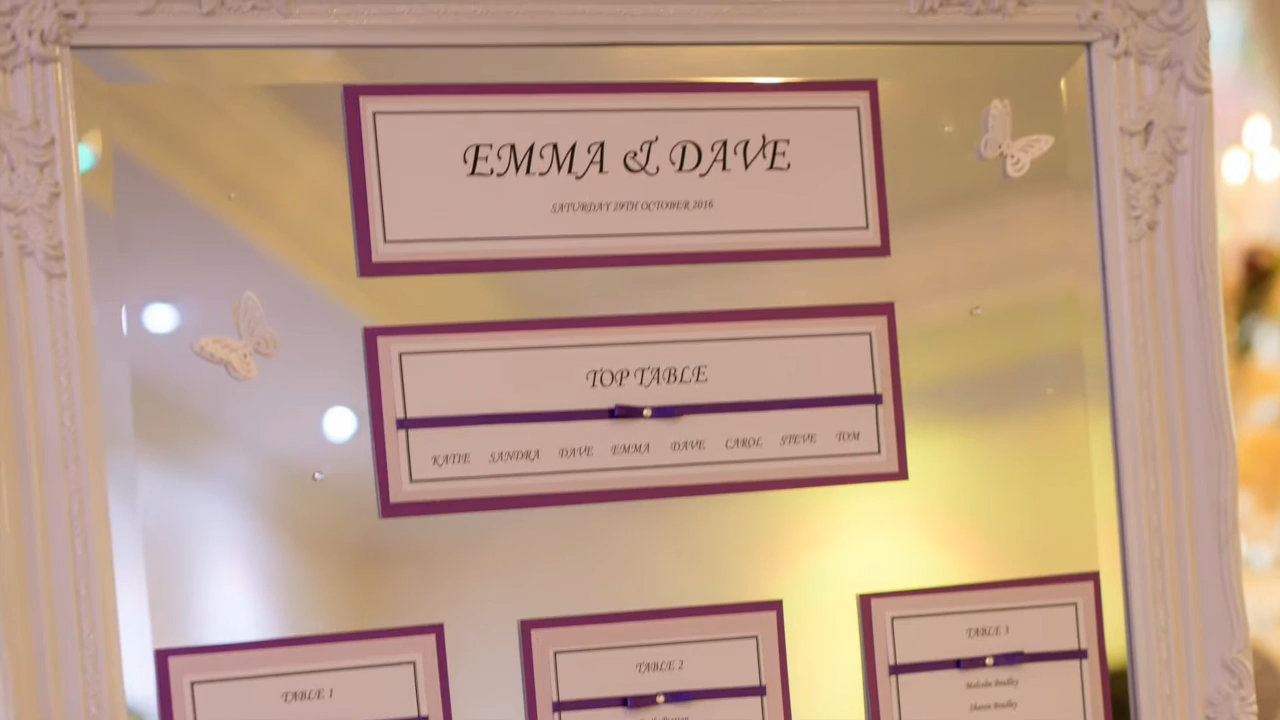 EMMA & DAVE
SATURDAY 29TH OCTOBER 2016
TOP TABLE
KATIE SANDRA DAVE EMMA DAVE CAROL STEVE TOM
TABLE 1
TABLE 2
TABLE 3
Malcolm Bradley
Sharon Bradley